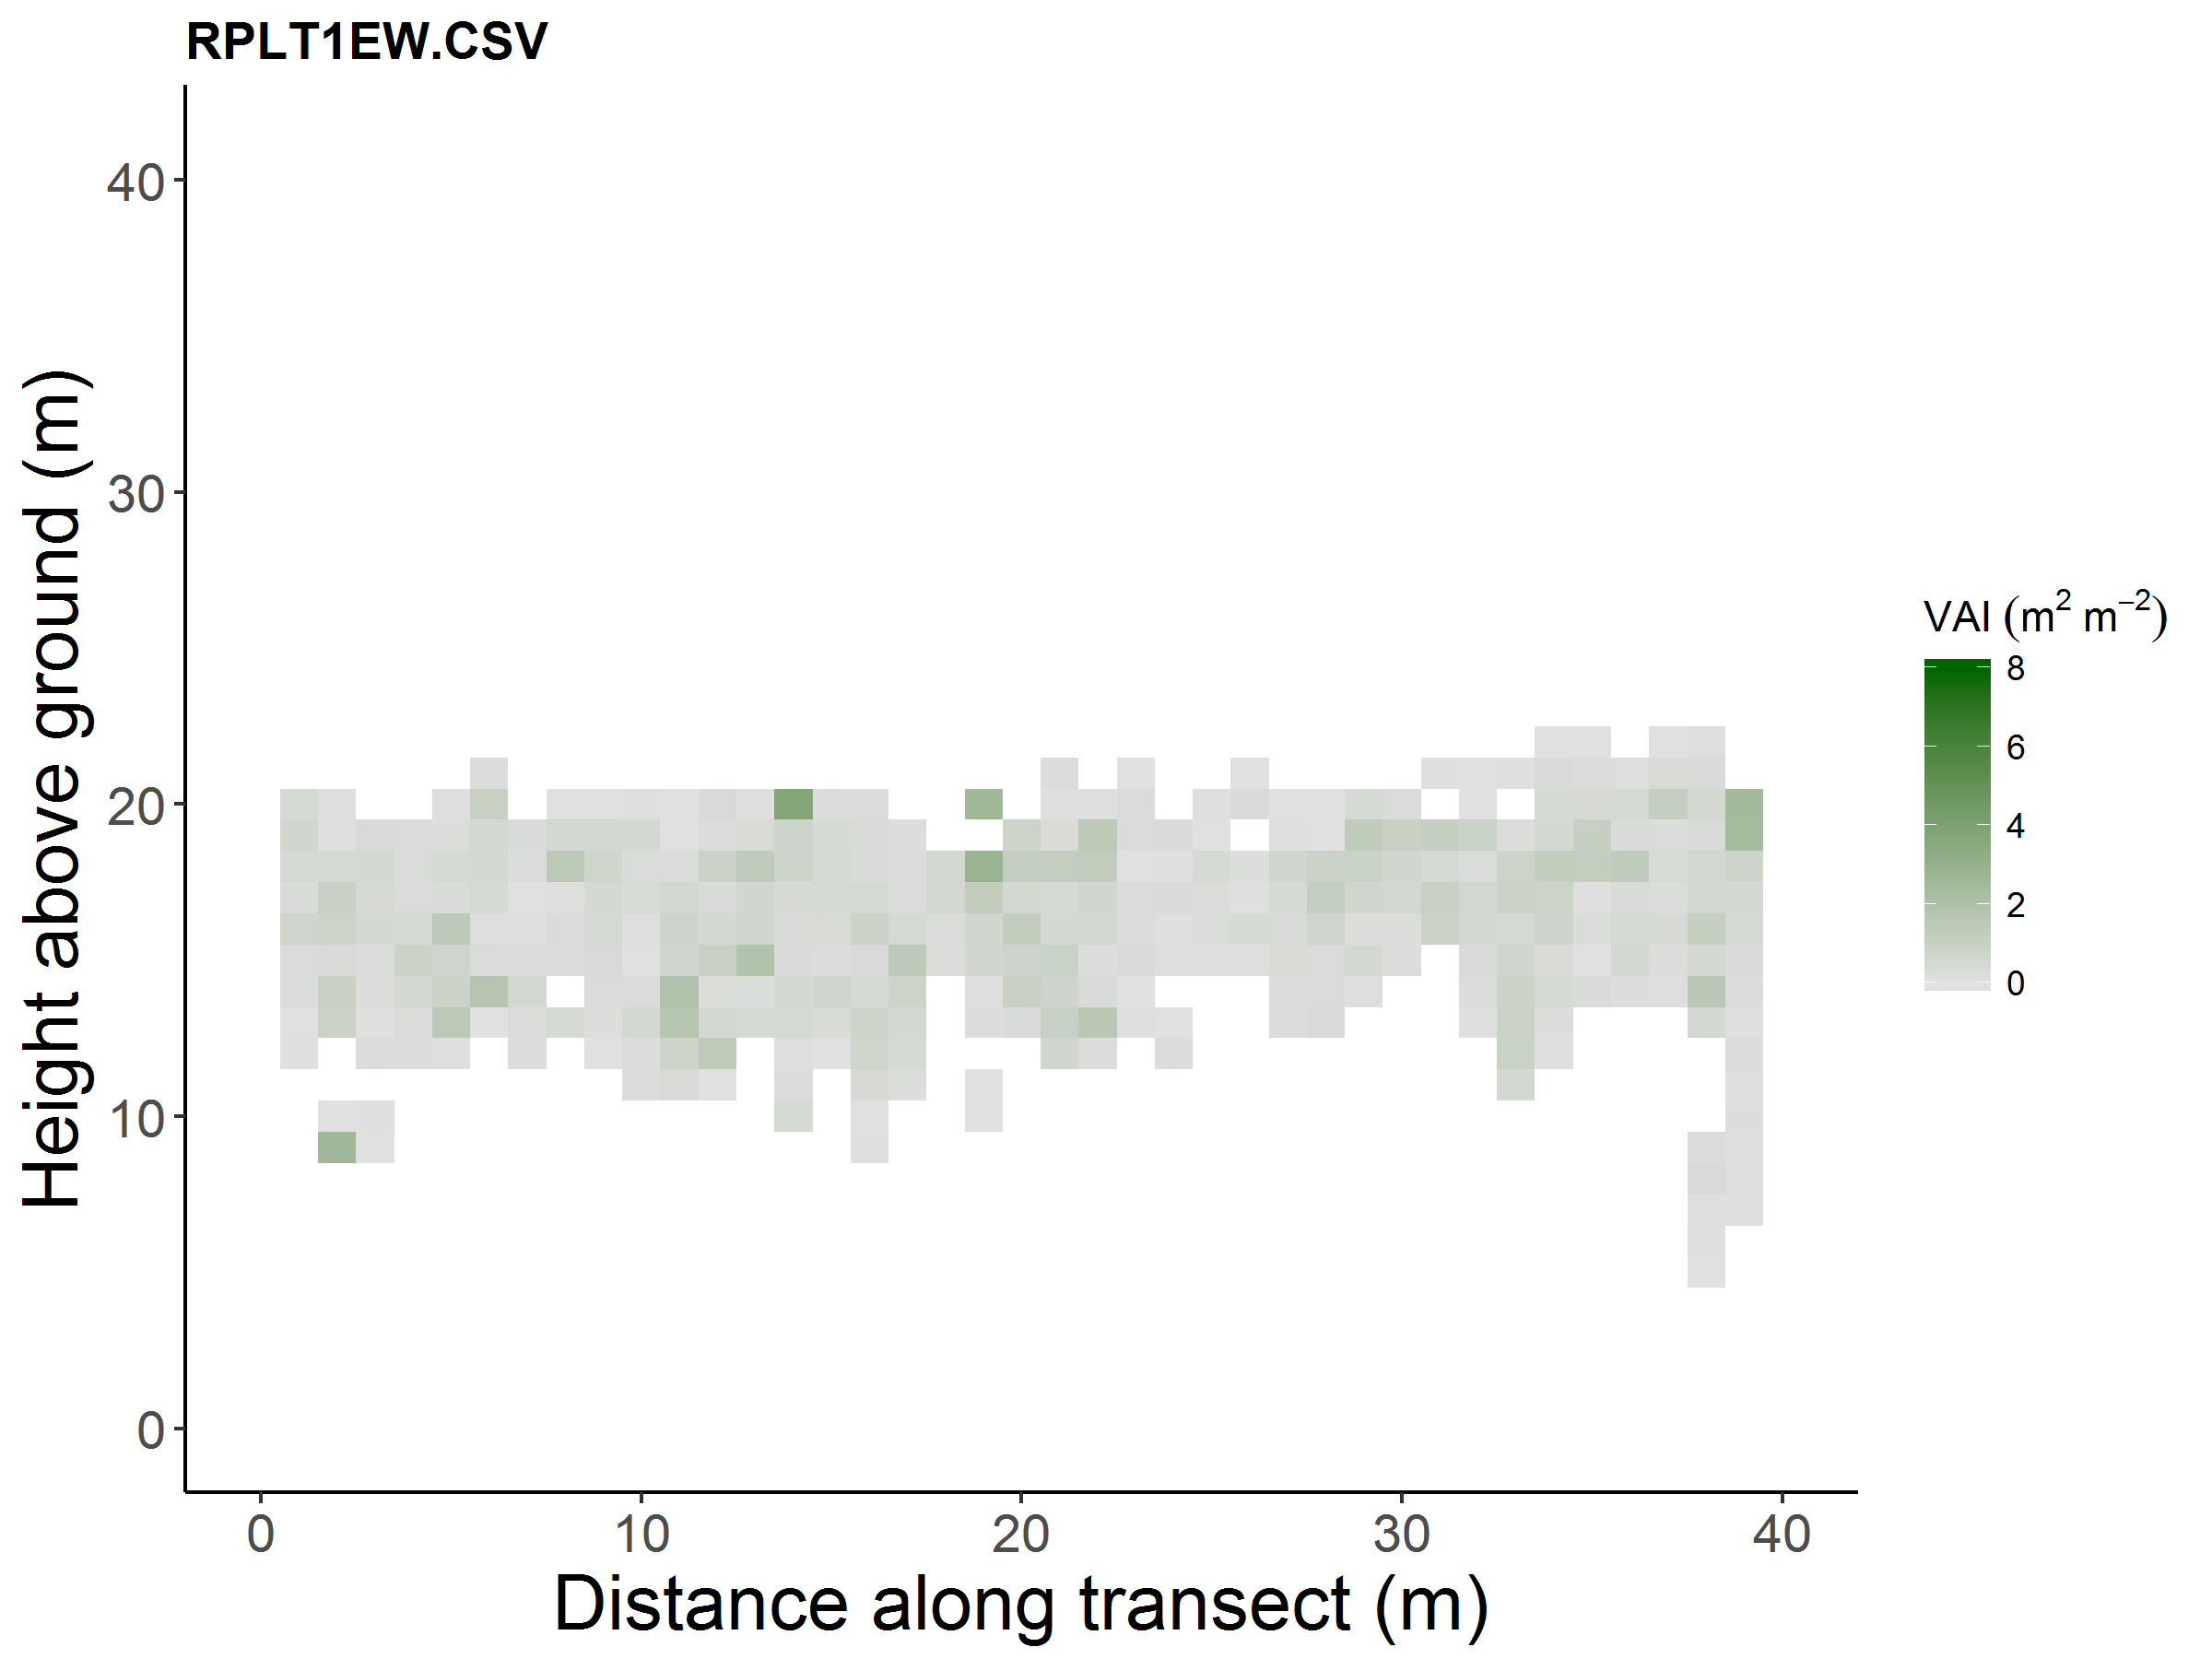 RPLT1EW.CSV
40
30
20
10
0
Height above ground (m)
0 10 20 30 40
Distance along transect (m)
VAI (m² m⁻²)
8
6
4
2
0